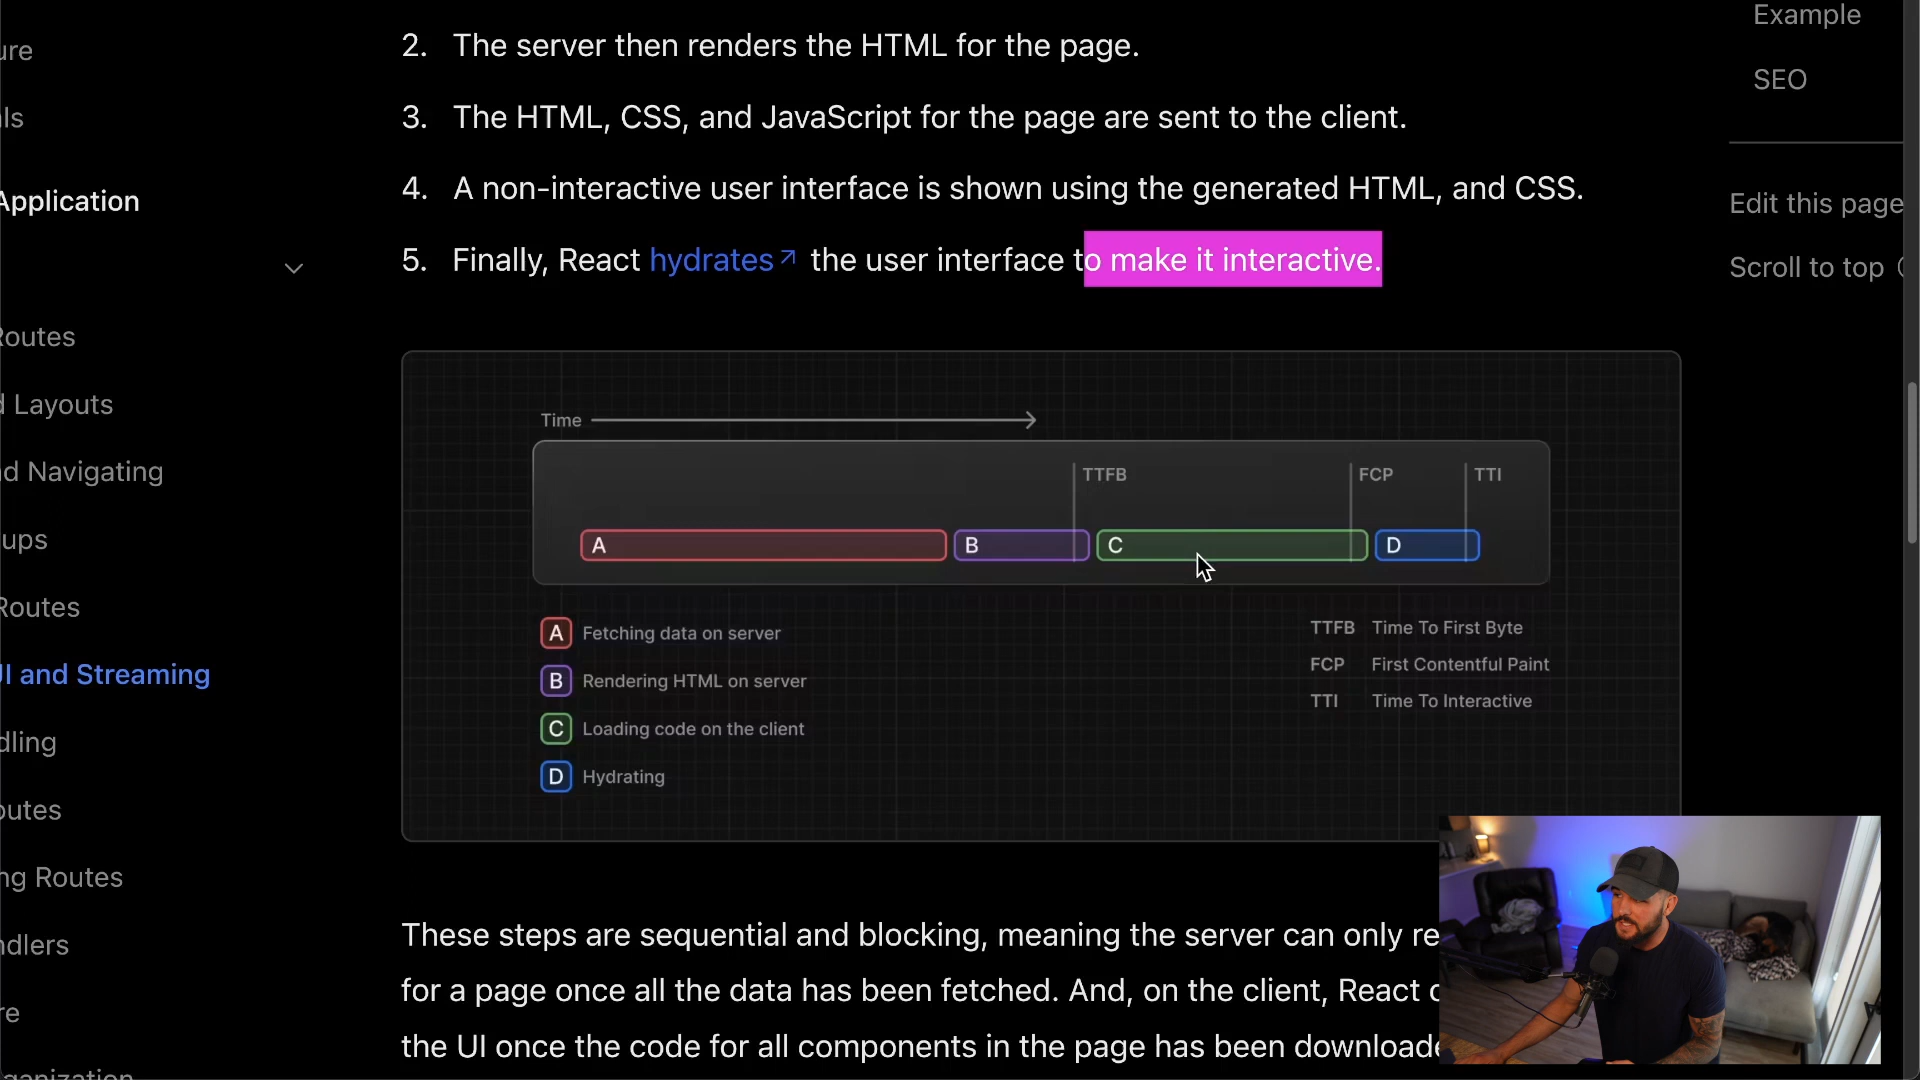 ure
ls
Application
Routes
d Layouts
nd Navigating
ups
Routes
UI and Streaming
dling
outes
ng Routes
ndlers
re
2. The server then renders the HTML for the page.
3. The HTML, CSS, and JavaScript for the page are sent to the client.
4. A non-interactive user interface is shown using the generated HTML, and CSS.
5. Finally, React hydrates↗ the user interface to make it interactive.
Time
TTFB FCP TTI
A B C D
A Fetching data on server
B Rendering HTML on server
C Loading code on the client
D Hydrating
TTFB Time To First Byte
FCP First Contentful Paint
TTI Time To Interactive
These steps are sequential and blocking, meaning the server can only re
for a page once all the data has been fetched. And, on the client, React
the UI once the code for all components in the page has been downloade
Example
SEO
Edit this page
Scroll to top